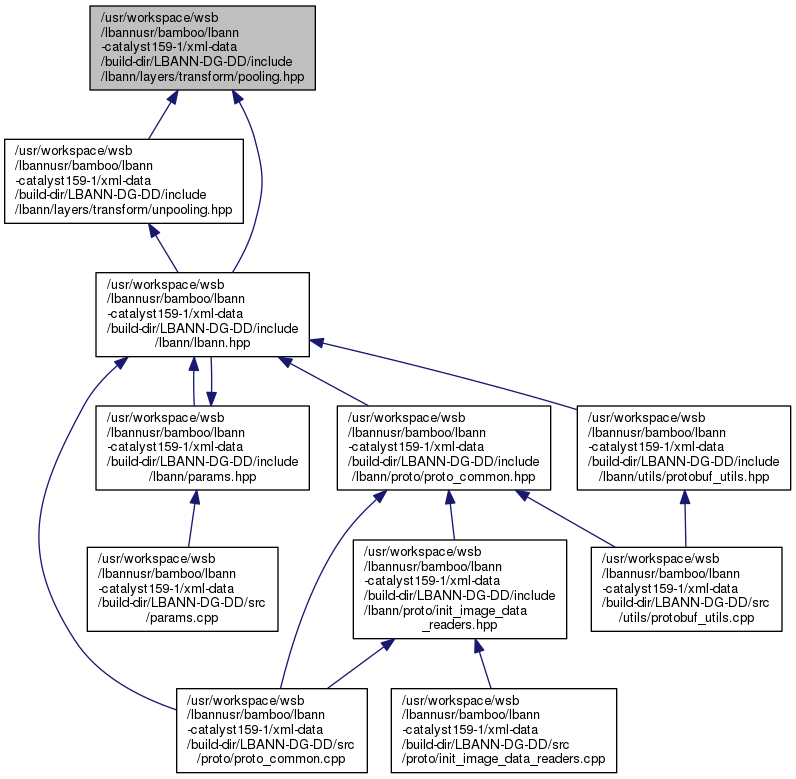 /usr/workspace/wsb
/lbannusr/bamboo/lbann
-catalyst159-1/xml-data
/build-dir/LBANN-DG-DD/include
/lbann/layers/transform/pooling.hpp
/usr/workspace/wsb
/lbannusr/bamboo/lbann
-catalyst159-1/xml-data
/build-dir/LBANN-DG-DD/include
/lbann/layers/transform/unpooling.hpp
/usr/workspace/wsb
/lbannusr/bamboo/lbann
-catalyst159-1/xml-data
/build-dir/LBANN-DG-DD/include
/lbann/lbann.hpp
/usr/workspace/wsb
/lbannusr/bamboo/lbann
-catalyst159-1/xml-data
/build-dir/LBANN-DG-DD/include
/lbann/params.hpp
/usr/workspace/wsb
/lbannusr/bamboo/lbann
-catalyst159-1/xml-data
/build-dir/LBANN-DG-DD/include
/lbann/proto/proto_common.hpp
/usr/workspace/wsb
/lbannusr/bamboo/lbann
-catalyst159-1/xml-data
/build-dir/LBANN-DG-DD/include
/lbann/utils/protobuf_utils.hpp
/usr/workspace/wsb
/lbannusr/bamboo/lbann
-catalyst159-1/xml-data
/build-dir/LBANN-DG-DD/src
/params.cpp
/usr/workspace/wsb
/lbannusr/bamboo/lbann
-catalyst159-1/xml-data
/build-dir/LBANN-DG-DD/include
/lbann/proto/init_image_data
_readers.hpp
/usr/workspace/wsb
/lbannusr/bamboo/lbann
-catalyst159-1/xml-data
/build-dir/LBANN-DG-DD/src
/utils/protobuf_utils.cpp
/usr/workspace/wsb
/lbannusr/bamboo/lbann
-catalyst159-1/xml-data
/build-dir/LBANN-DG-DD/src
/proto/proto_common.cpp
/usr/workspace/wsb
/lbannusr/bamboo/lbann
-catalyst159-1/xml-data
/build-dir/LBANN-DG-DD/src
/proto/init_image_data_readers.cpp